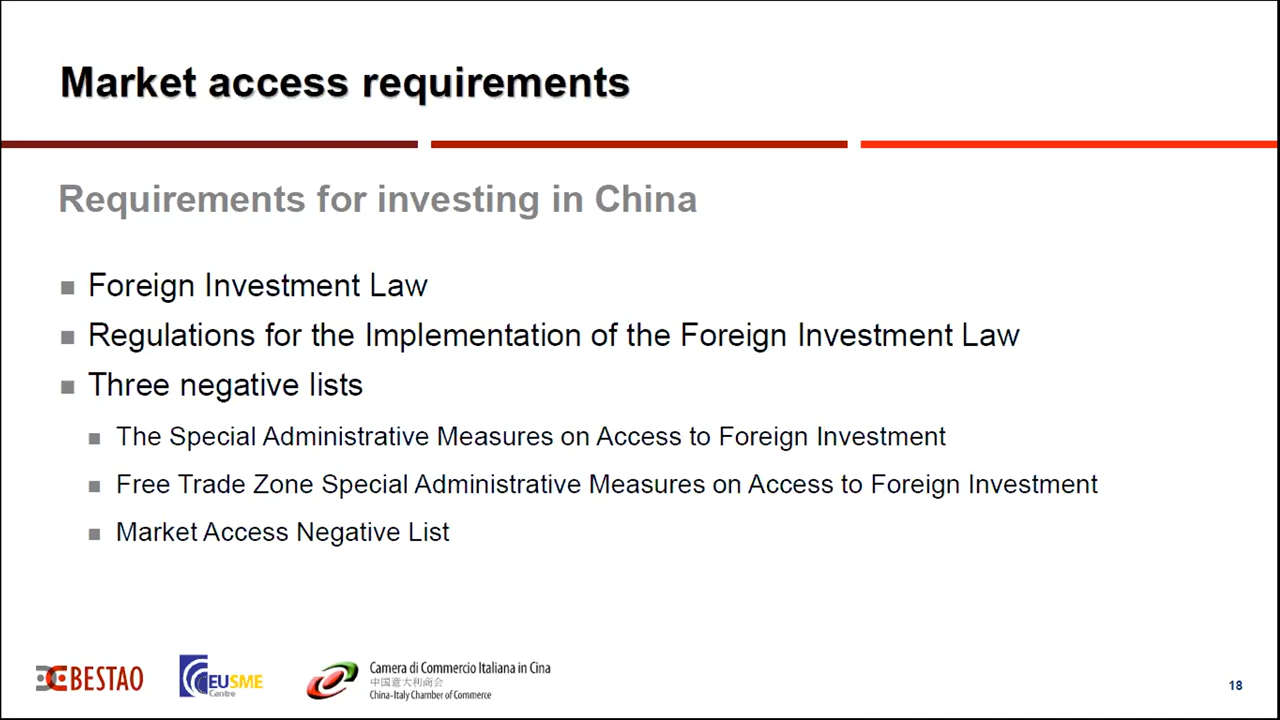 Market access requirements
Requirements for investing in China
Foreign Investment Law
Regulations for the Implementation of the Foreign Investment Law
Three negative lists
The Special Administrative Measures on Access to Foreign Investment
Free Trade Zone Special Administrative Measures on Access to Foreign Investment
Market Access Negative List
BESTAO
EUSME
Centre
Camera di Commercio Italiana in Cina
中国意大利商会
China-Italy Chamber of Commerce
18